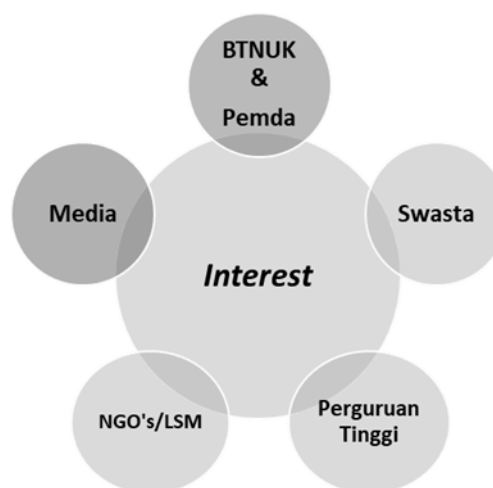 BTNUK
&
Pemda
Media
Swasta
Interest
NGO's/LSM
Perguruan
Tinggi